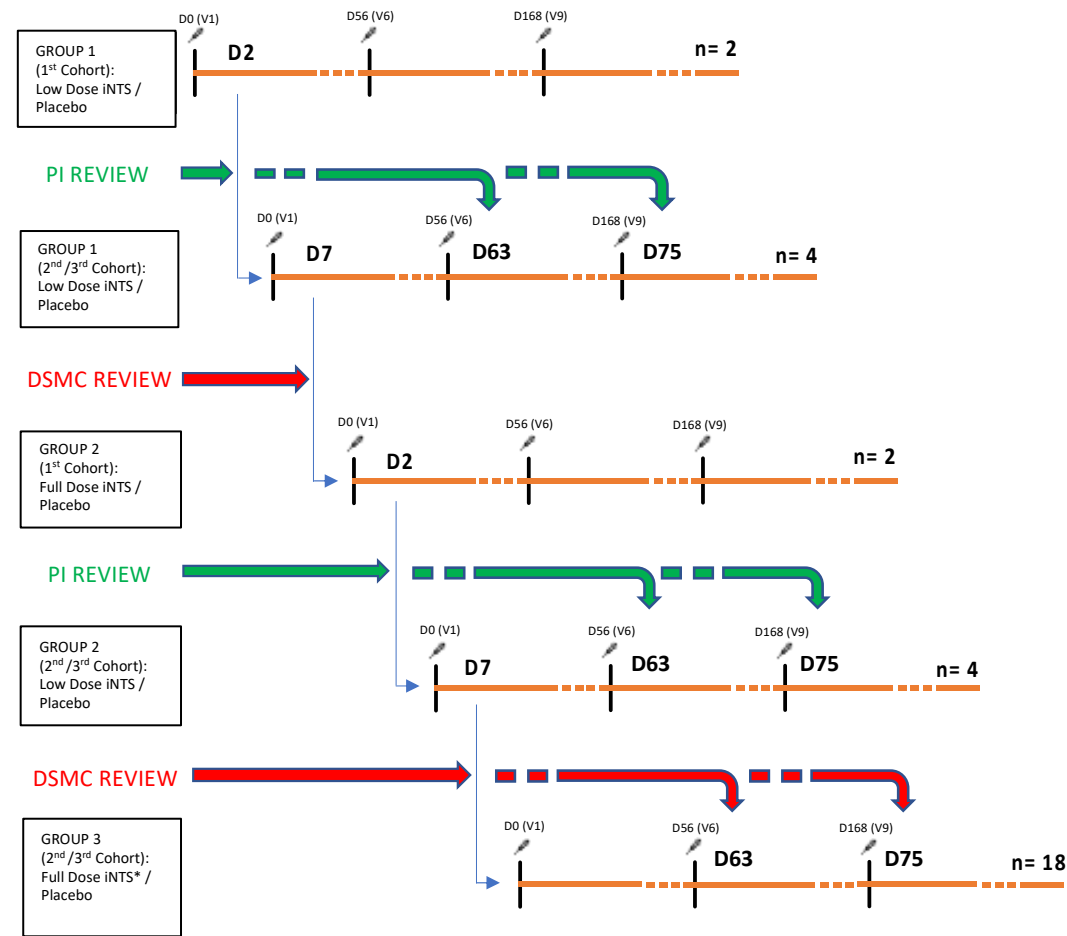 D0 (V1) D56 (V6) D168 (V9)
GROUP 1
(1st Cohort):
Low Dose iNTS /
Placebo
D2 n= 2
PI REVIEW
D0 (V1) D56 (V6) D168 (V9)
GROUP 1
(2nd /3rd Cohort):
Low Dose iNTS /
Placebo
D7 D63 D75 n= 4
DSMC REVIEW
D0 (V1) D56 (V6) D168 (V9)
GROUP 2
(1st Cohort):
Full Dose iNTS /
Placebo
D2 n= 2
PI REVIEW
D0 (V1) D56 (V6) D168 (V9)
GROUP 2
(2nd /3rd Cohort):
Low Dose iNTS /
Placebo
D7 D63 D75 n= 4
DSMC REVIEW
D0 (V1) D56 (V6) D168 (V9)
GROUP 3
(2nd /3rd Cohort):
Full Dose iNTS* /
Placebo
D63 D75 n= 18